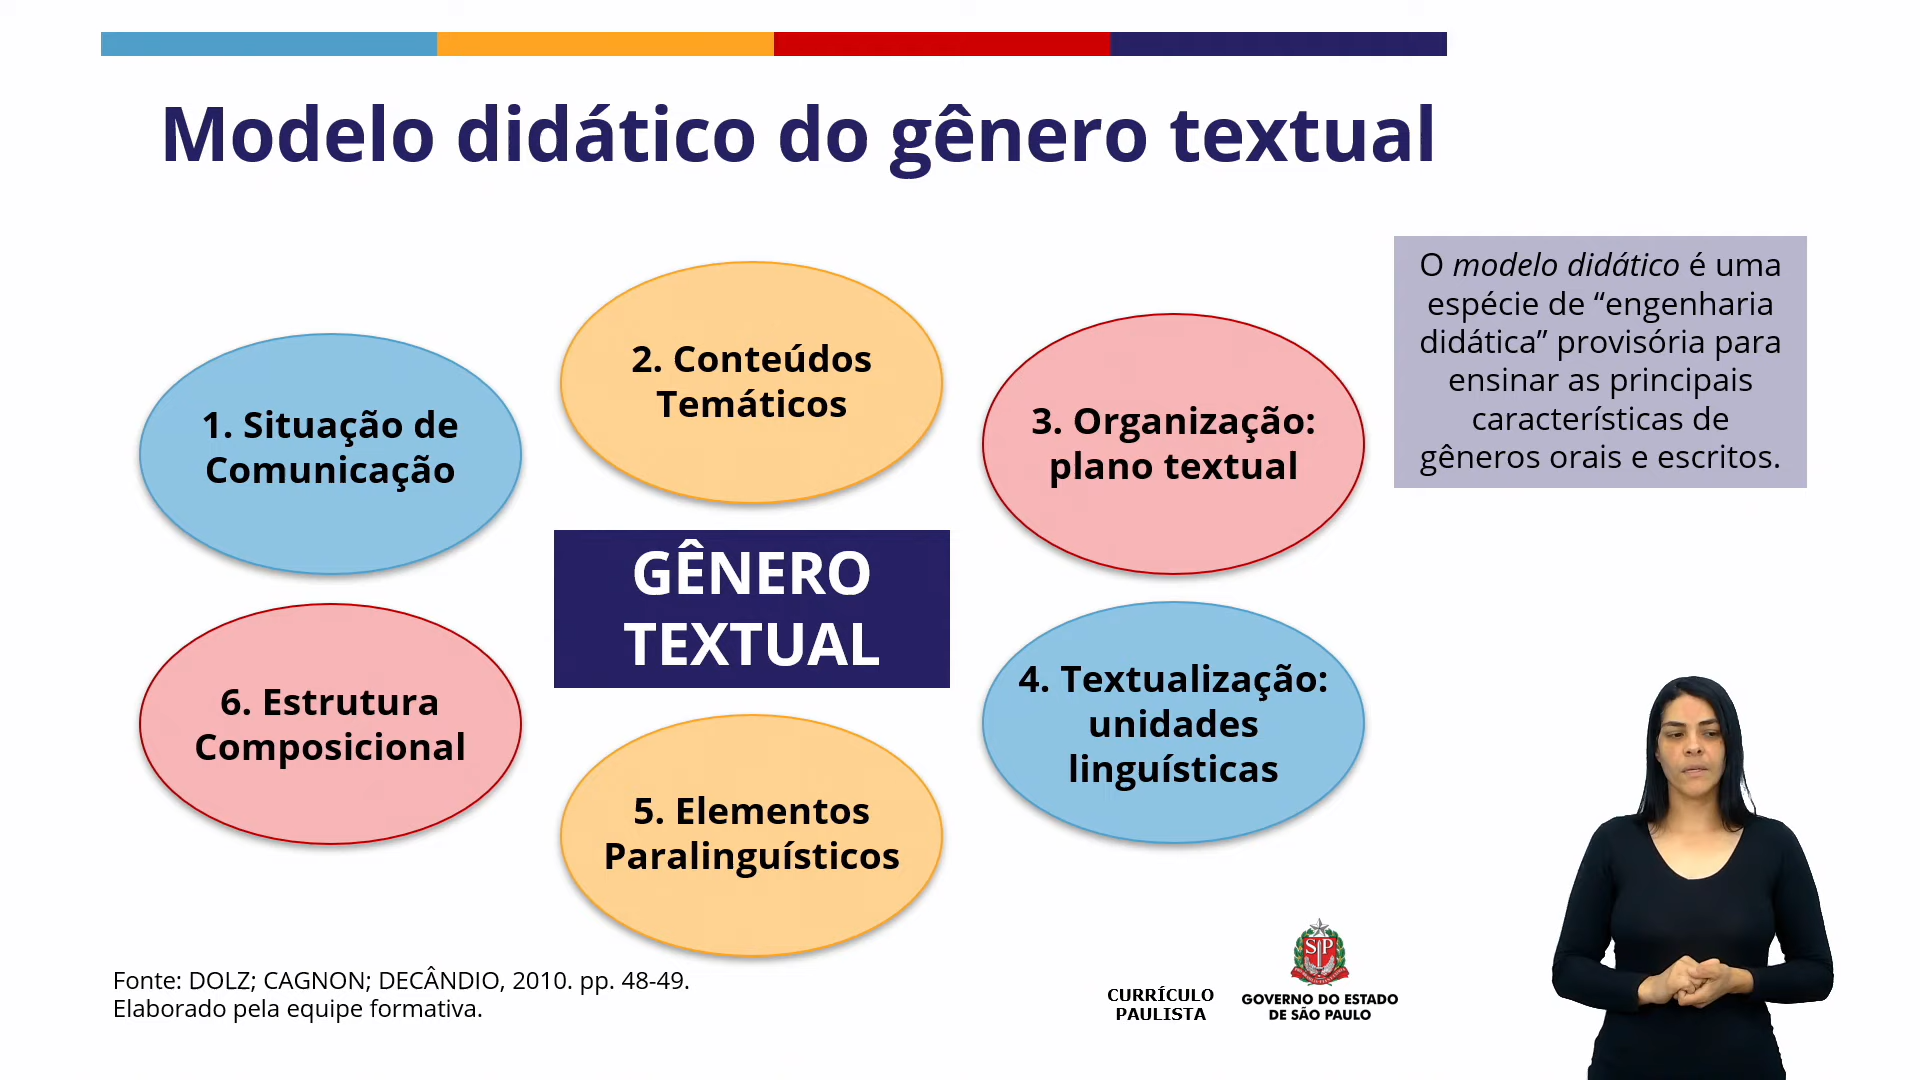 Modelo didático do gênero textual
O modelo didático é uma
espécie de “engenharia
didática” provisória para
ensinar as principais
características de
gêneros orais e escritos.
1. Situação de
Comunicação
2. Conteúdos
Temáticos
3. Organização:
plano textual
GÊNERO
TEXTUAL
4. Textualização:
unidades
linguísticas
5. Elementos
Paralinguísticos
6. Estrutura
Composicional
Fonte: DOLZ; CAGNON; DECÂNDIO, 2010. pp. 48-49.
Elaborado pela equipe formativa.
CURRÍCULO
PAULISTA
SP
GOVERNO DO ESTADO
DE SÃO PAULO